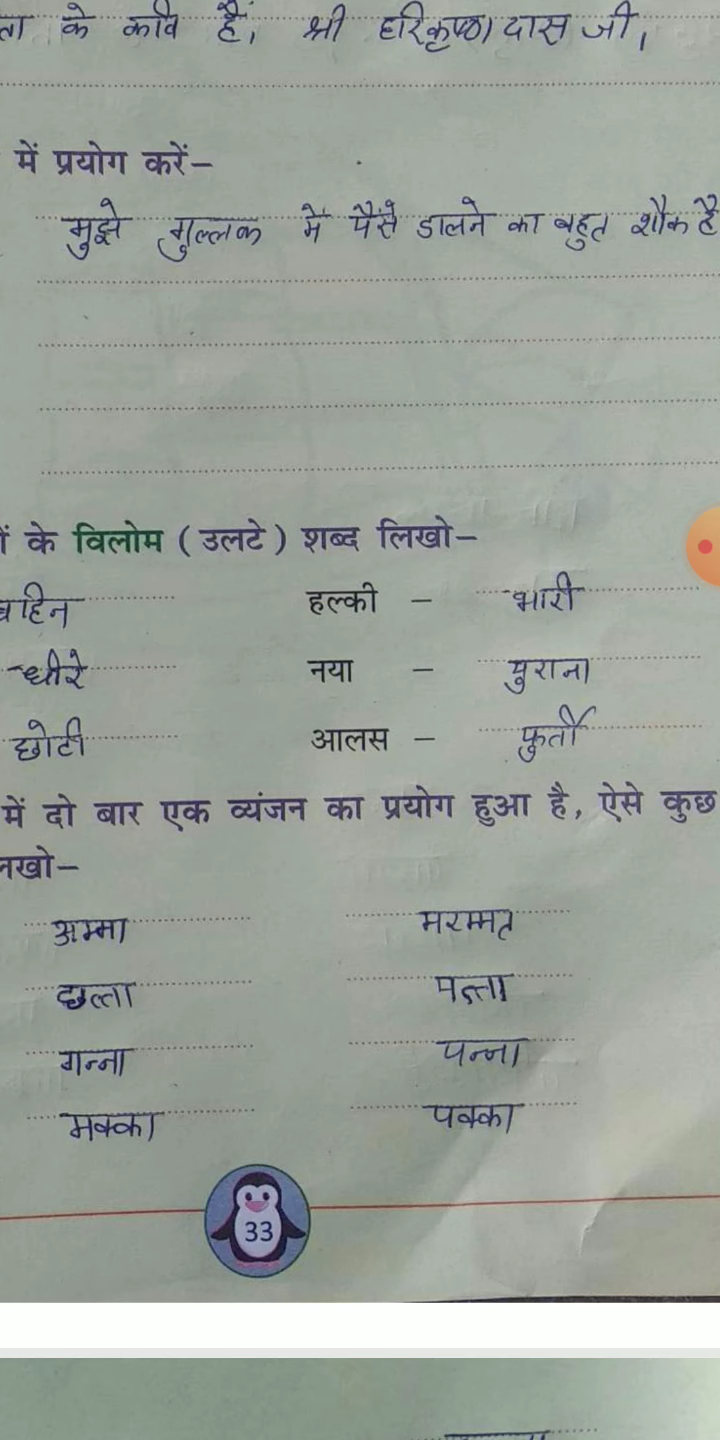 ता के कवि है, श्री हरिकृष्ण दास जी,
में प्रयोग करें–
मुझे गुल्लक में पैसे डालने का बहुत शौक है
ों के विलोम ( उलटे ) शब्द लिखो–
बहिन हल्की – भारी
धीरे नया – पुराना
छोटी आलस – फुर्ती
में दो बार एक व्यंजन का प्रयोग हुआ है, ऐसे कुछ
लिखो–
अम्मा मरम्मत
छल्ला पत्ता
गन्ना पन्ना
मक्का पक्का
33